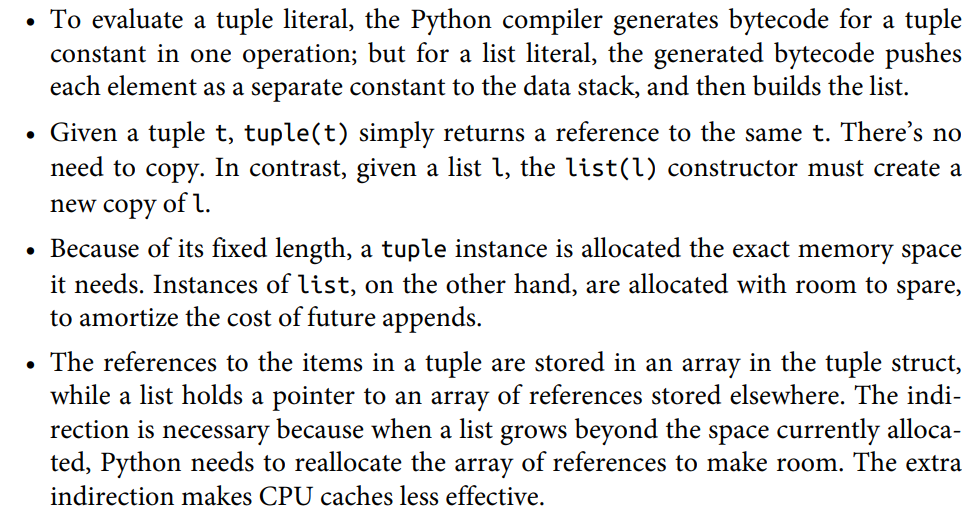 • To evaluate a tuple literal, the Python compiler generates bytecode for a tuple
constant in one operation; but for a list literal, the generated bytecode pushes
each element as a separate constant to the data stack, and then builds the list.
• Given a tuple t, tuple(t) simply returns a reference to the same t. There’s no
need to copy. In contrast, given a list l, the list(l) constructor must create a
new copy of l.
• Because of its fixed length, a tuple instance is allocated the exact memory space
it needs. Instances of list, on the other hand, are allocated with room to spare,
to amortize the cost of future appends.
• The references to the items in a tuple are stored in an array in the tuple struct,
while a list holds a pointer to an array of references stored elsewhere. The indi-
rection is necessary because when a list grows beyond the space currently alloca-
ted, Python needs to reallocate the array of references to make room. The extra
indirection makes CPU caches less effective.